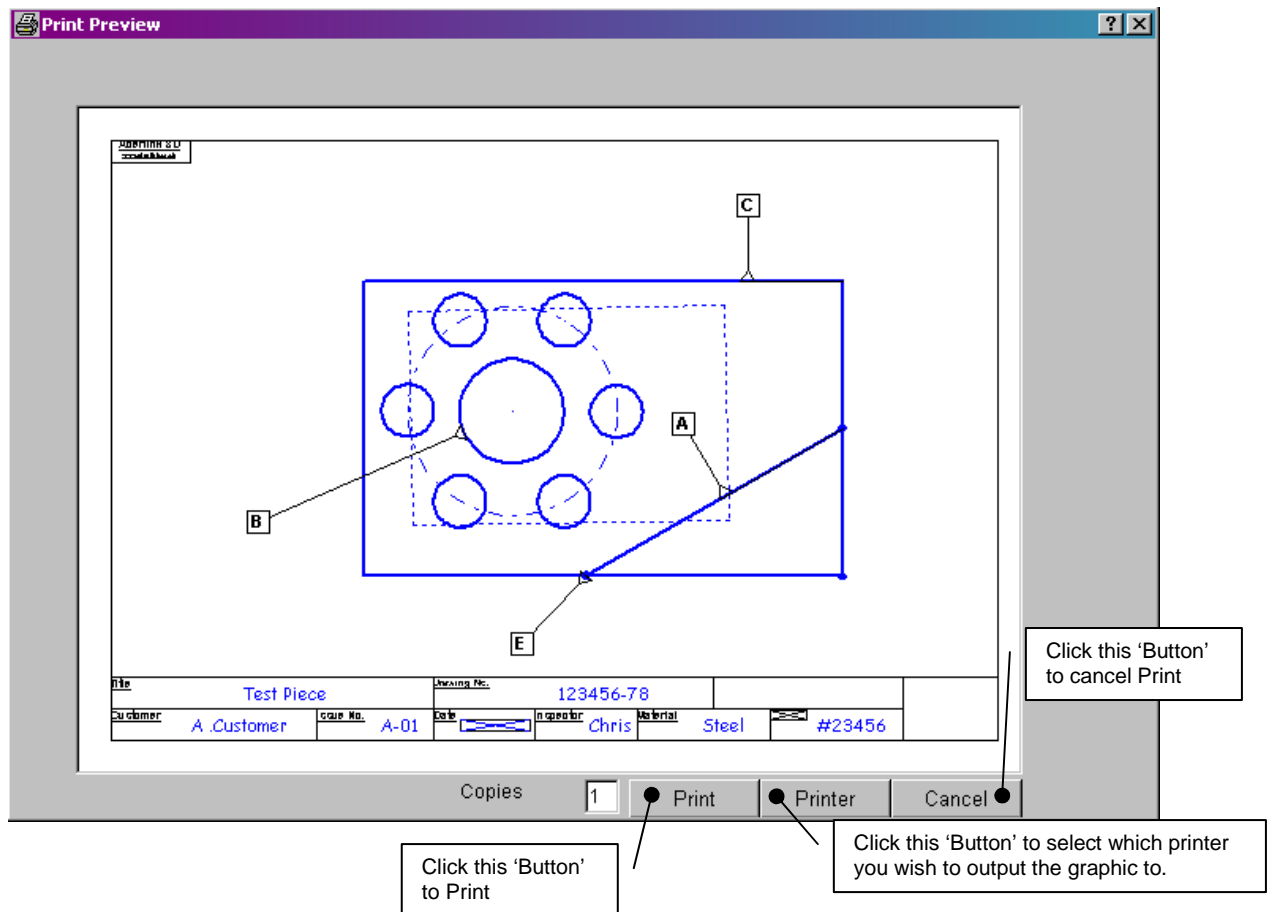 Print Preview
C
A
B
E
Click this ‘Button’
to cancel Print
Title
Test Piece
Drawing No.
123456-78
Customer
A .Customer
Issue No.
A-01
Date
Inspector
Chris
Material
Steel
#23456
Copies
1
Print
Printer
Cancel
Click this ‘Button’
to Print
Click this ‘Button’ to select which printer
you wish to output the graphic to.